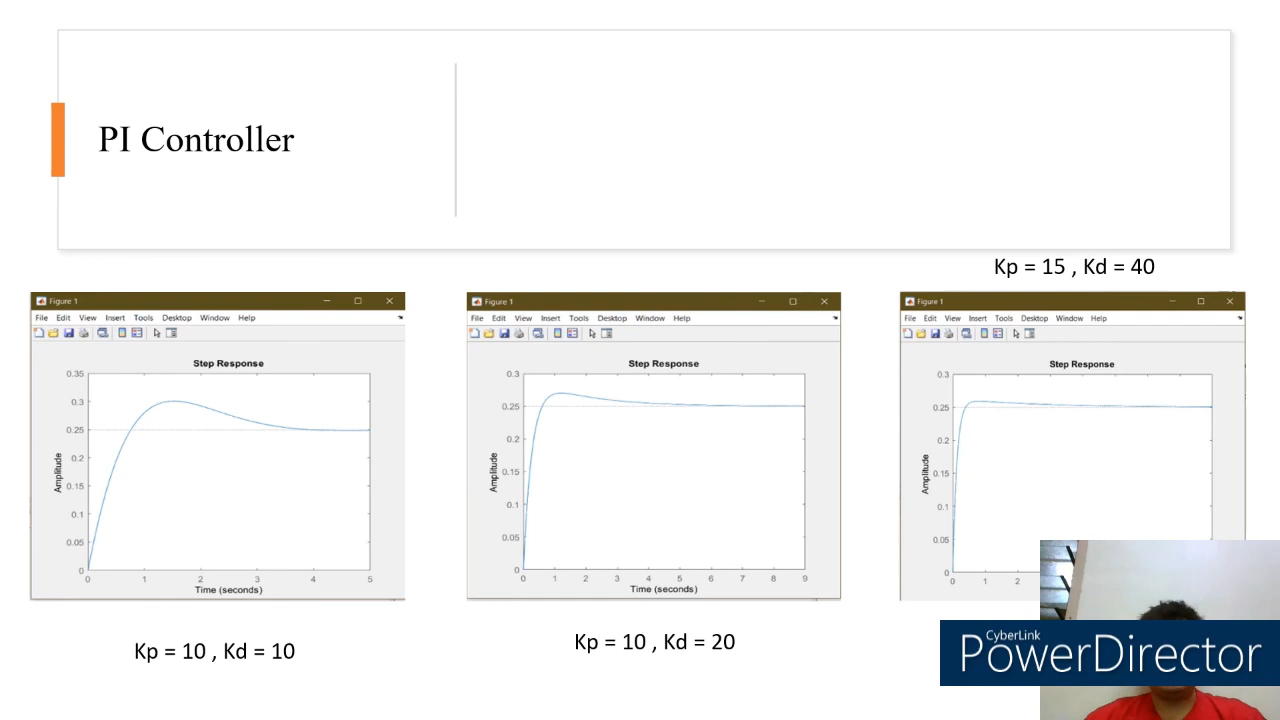 PI Controller
Kp = 15 , Kd = 40
Figure 1
File Edit View Insert Tools Desktop Window Help
Step Response
0.35
0.3
0.25
0.2
0.15
0.1
0.05
0
Amplitude
0 1 2 3 4 5
Time (seconds)
Kp = 10 , Kd = 10
Figure 1
File Edit View Insert Tools Desktop Window Help
Step Response
0.3
0.25
0.2
0.15
0.1
0.05
0
Amplitude
0 1 2 3 4 5 6 7 8 9
Time (seconds)
Kp = 10 , Kd = 20
Figure 1
File Edit View Insert Tools Desktop Window Help
Step Response
0.3
0.25
0.2
0.15
0.1
0.05
0
Amplitude
0 1 2
CyberLink
PowerDirector